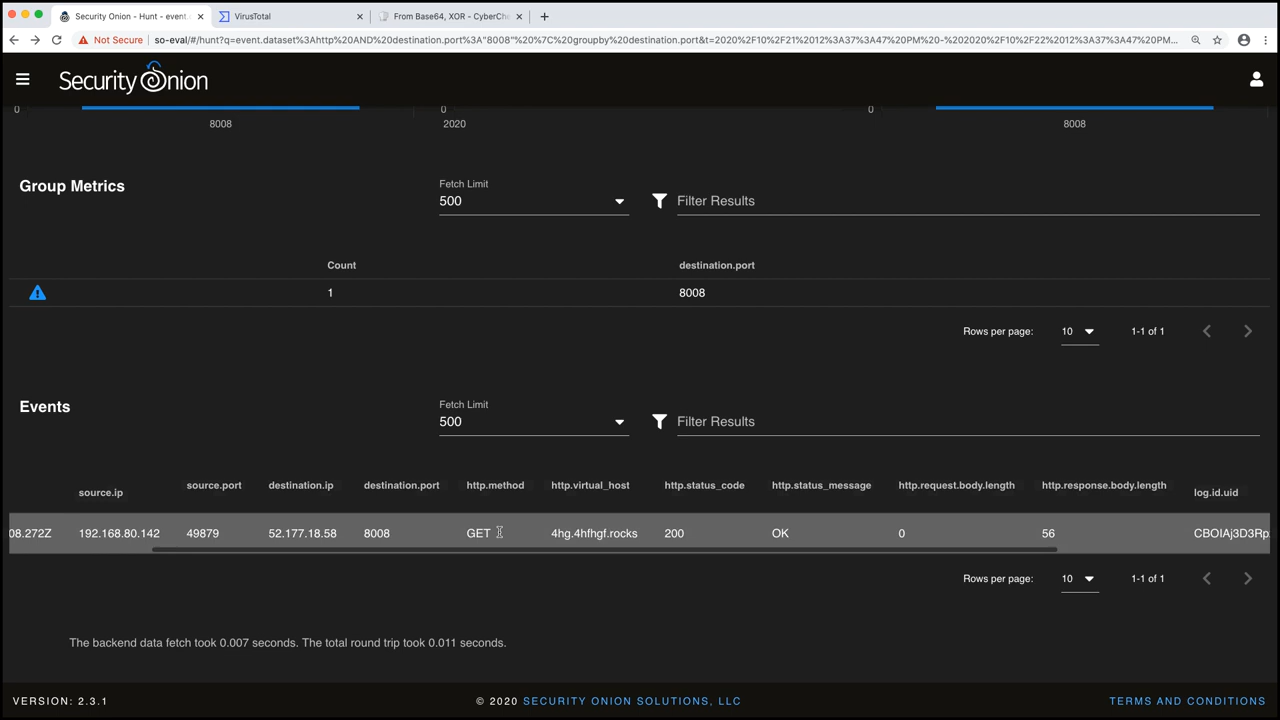 Security Onion - Hunt - event.c
VirusTotal
From Base64, XOR - CyberChe
Not Secure
so-eval/#/hunt?q=event.dataset%3Ahttp%20AND%20destination.port%3A"8008"%20%7C%20groupby%20destination.port&t=2020%2F10%2F21%2012%3A37%3A47%20PM%20-%202020%2F10%2F22%2012%3A37%3A47%20PM...
Security Onion
0 0 0
8008 2020 8008
Group Metrics
Fetch Limit
500
Filter Results
Count destination.port
1 8008
Rows per page: 10 1-1 of 1
Events
Fetch Limit
500
Filter Results
source.ip source.port destination.ip destination.port http.method http.virtual_host http.status_code http.status_message http.request.body.length http.response.body.length log.id.uid
08.272Z 192.168.80.142 49879 52.177.18.58 8008 GET 4hg.4hfhgf.rocks 200 OK 0 56 CBOIAj3D3Rp
Rows per page: 10 1-1 of 1
The backend data fetch took 0.007 seconds. The total round trip took 0.011 seconds.
VERSION: 2.3.1 © 2020 SECURITY ONION SOLUTIONS, LLC TERMS AND CONDITIONS